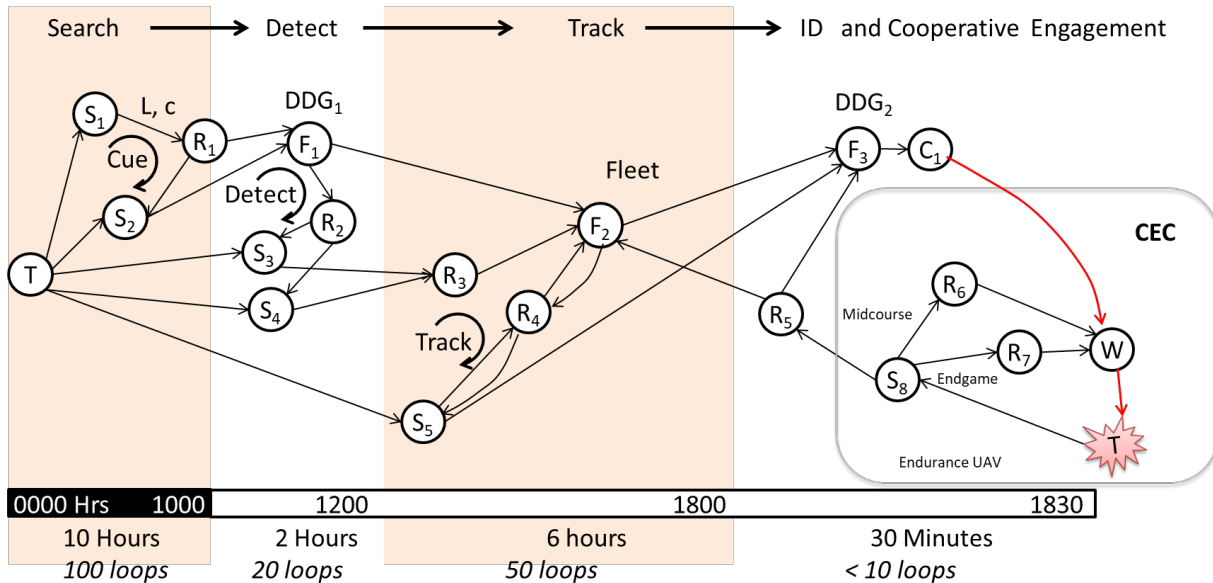 Search Detect Track ID and Cooperative Engagement
S1 L, c R1 DDG1 F1 DDG2 F3 C1
Cue
Detect
Fleet
S2 R2 F2
CEC
S3
T R3
S4 R4 R5 R6
Midcourse
Track R7 W
S8 Endgame
S5
T
Endurance UAV
0000 Hrs 1000 1200 1800 1830
10 Hours 2 Hours 6 hours 30 Minutes
100 loops 20 loops 50 loops < 10 loops